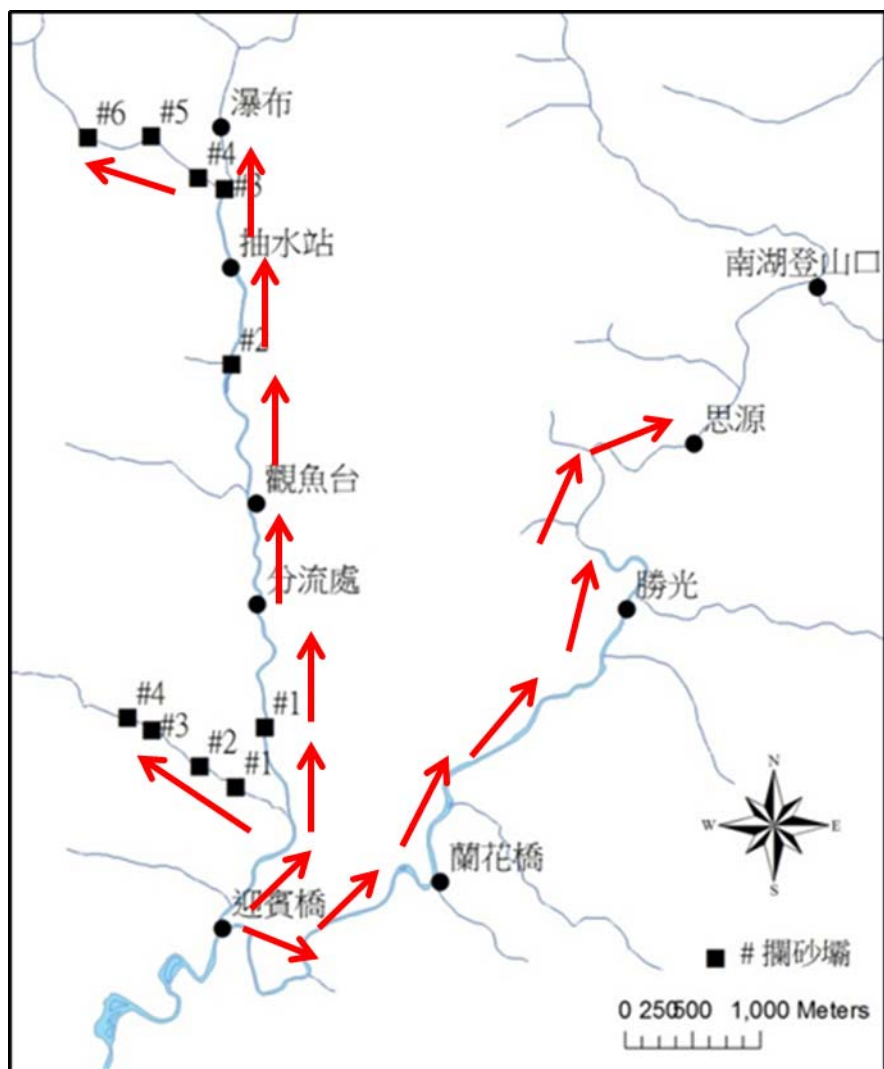 瀑布
#6
#5
#4
#3
抽水站
南湖登山口
#2
思源
觀魚台
分流處
勝光
#4
#3
#1
#2
#1
N
W
E
S
蘭花橋
迎賓橋
# 攔砂壩
0 250500 1,000 Meters